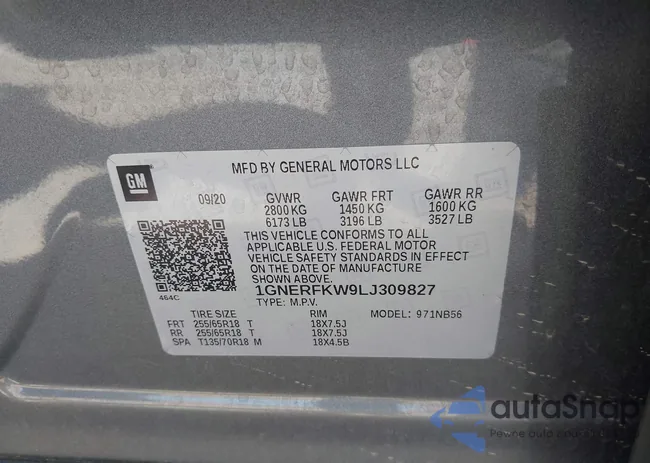 GM
MFD BY GENERAL MOTORS LLC
09/20 GVWR GAWR FRT GAWR RR
2800 KG 1450 KG 1600 KG
6173 LB 3196 LB 3527 LB
THIS VEHICLE CONFORMS TO ALL
APPLICABLE U.S. FEDERAL MOTOR
VEHICLE SAFETY STANDARDS IN EFFECT
ON THE DATE OF MANUFACTURE
SHOWN ABOVE.
464C 1GNERFKW9LJ309827
TYPE: M.P.V.
TIRE SIZE RIM MODEL: 971NB56
FRT 255/65R18 T 18X7.5J
RR 255/65R18 T 18X7.5J
SPA T135/70R18 M 18X4.5B
autaSnap